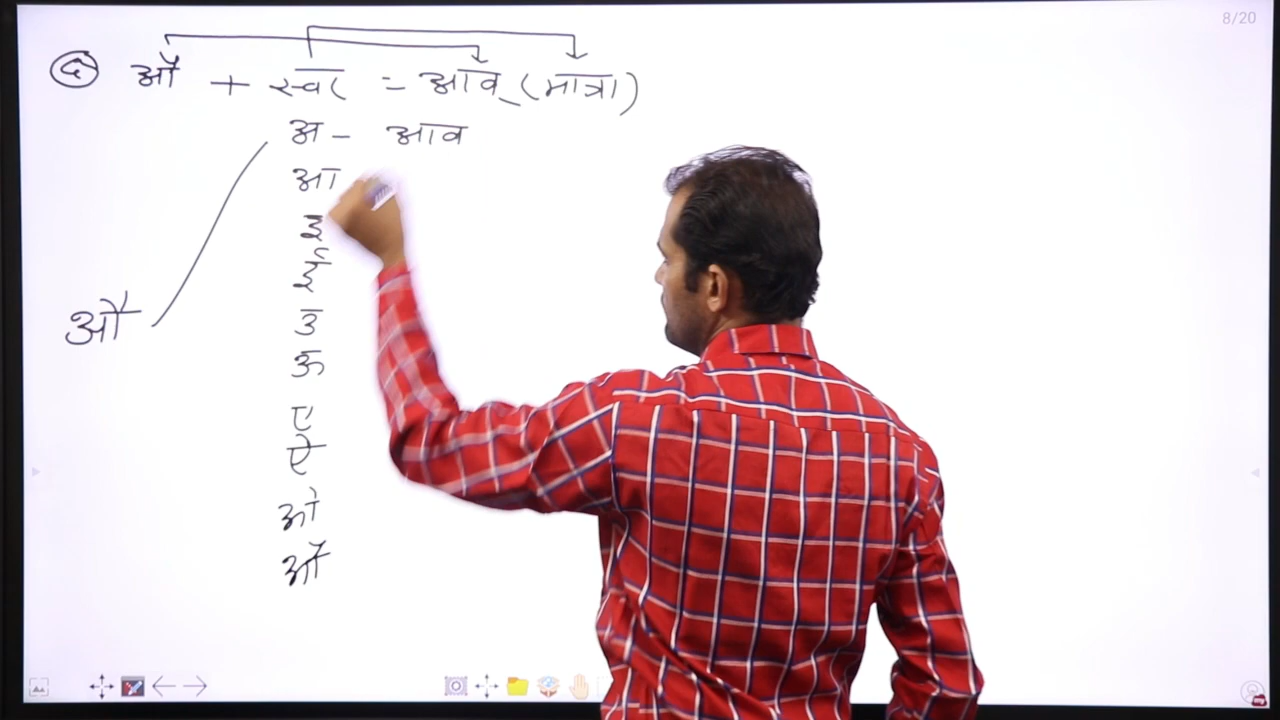 8/20
द औ + स्वर = आव् (मात्रा)
अ - आव
आ
इ
ई
औ
उ
ऊ
ए
ऐ
ओ
औ